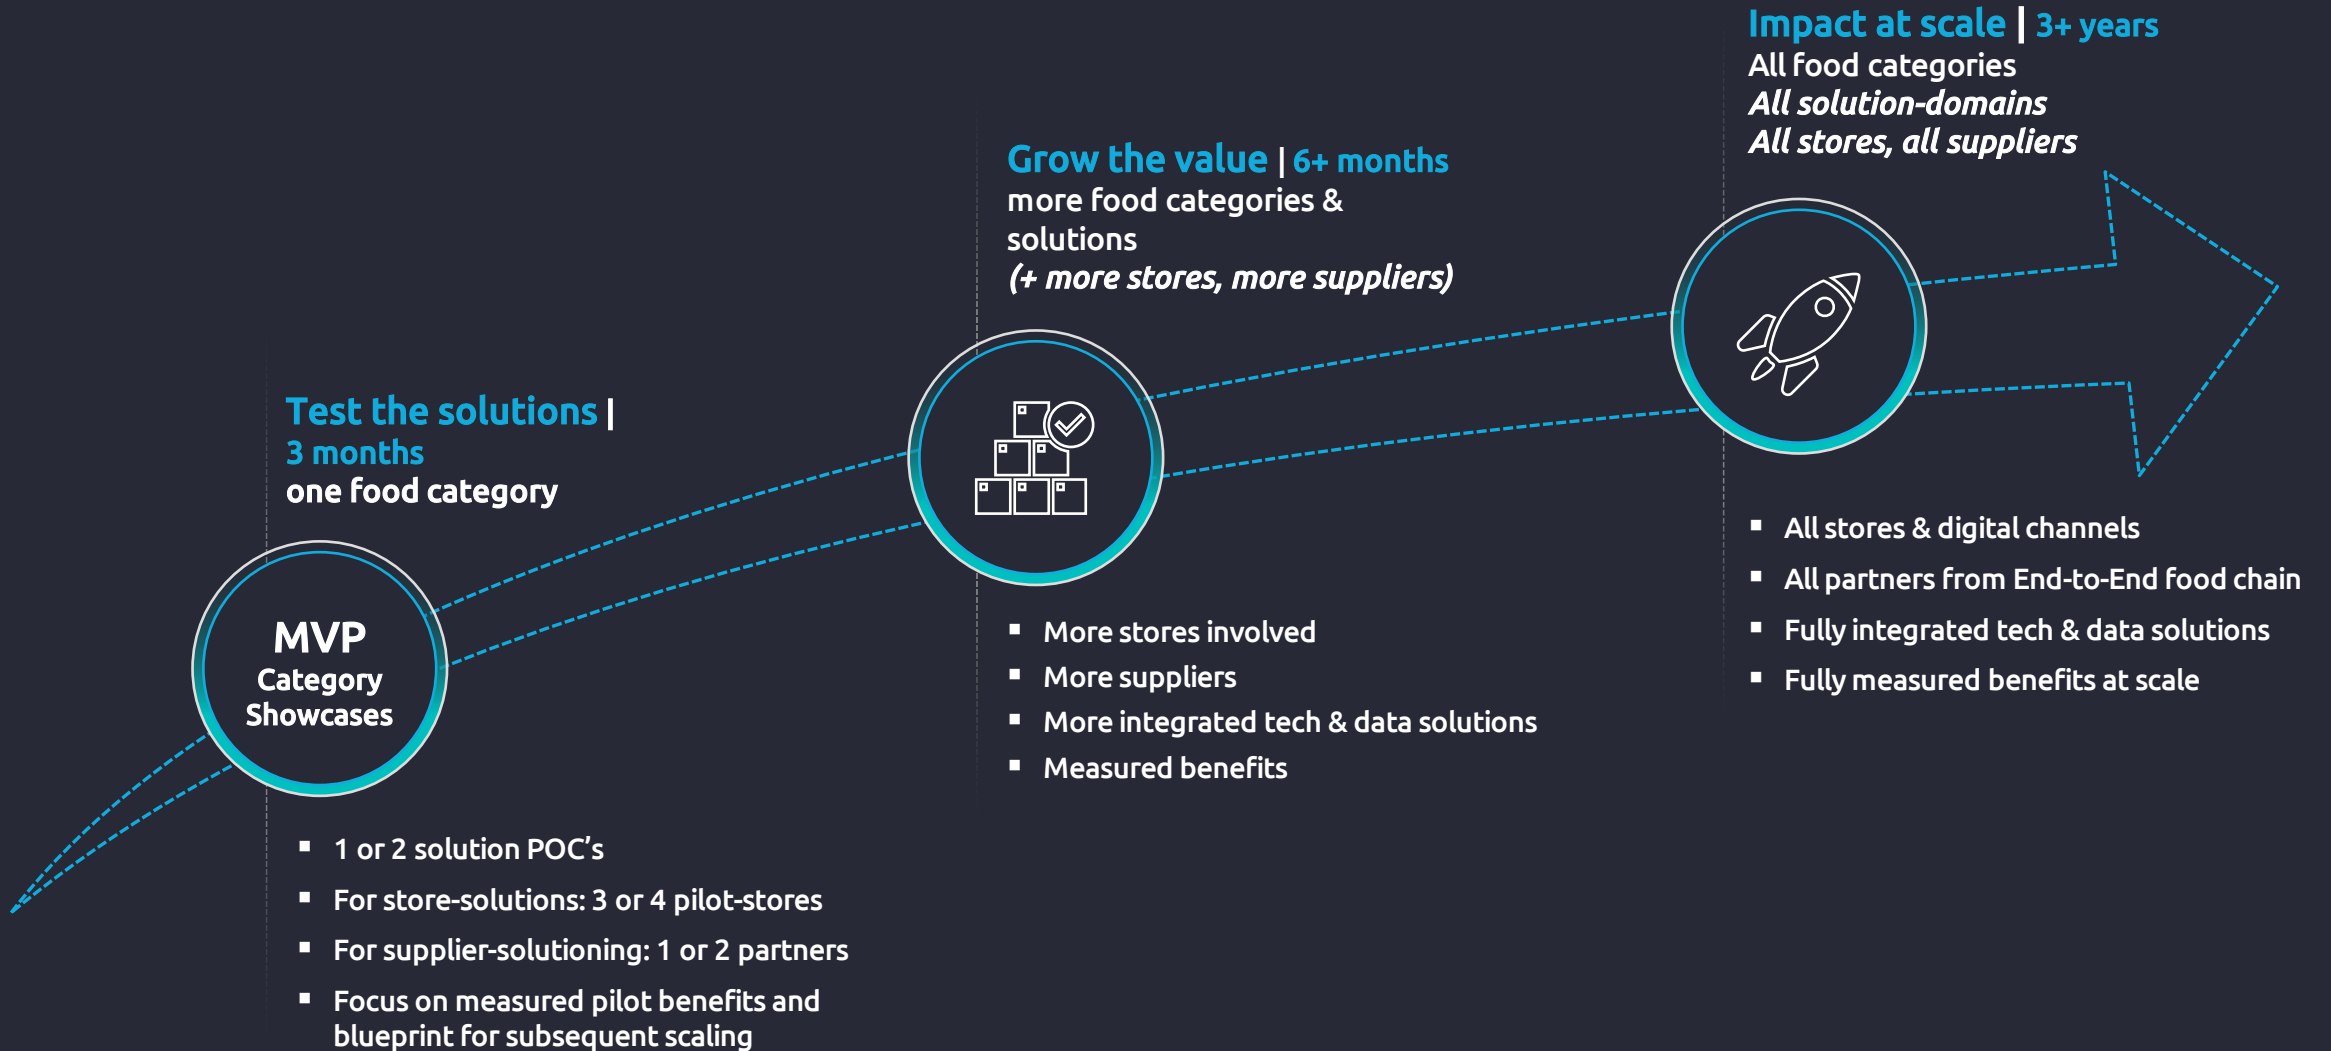 Test the solutions |
3 months
one food category
MVP
Category
Showcases
▪ 1 or 2 solution POC’s
▪ For store-solutions: 3 or 4 pilot-stores
▪ For supplier-solutioning: 1 or 2 partners
▪ Focus on measured pilot benefits and
blueprint for subsequent scaling
Grow the value | 6+ months
more food categories &
solutions
(+ more stores, more suppliers)
▪ More stores involved
▪ More suppliers
▪ More integrated tech & data solutions
▪ Measured benefits
Impact at scale | 3+ years
All food categories
All solution-domains
All stores, all suppliers
▪ All stores & digital channels
▪ All partners from End-to-End food chain
▪ Fully integrated tech & data solutions
▪ Fully measured benefits at scale